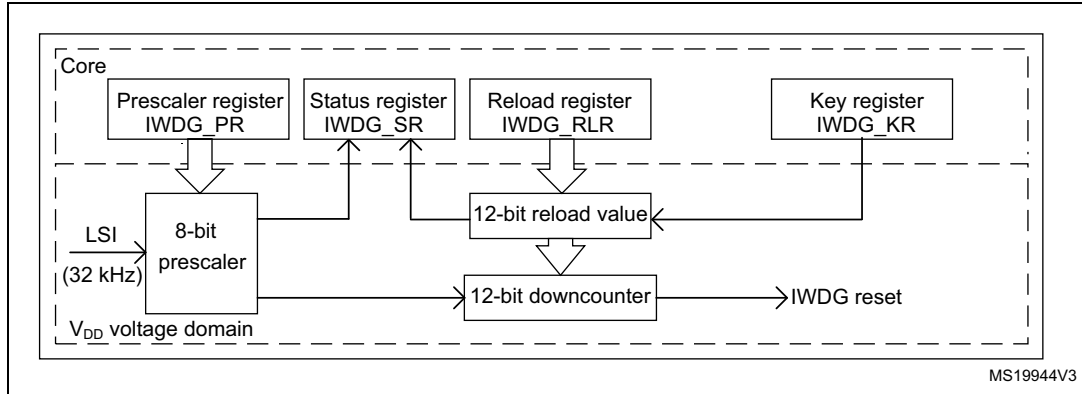 Core
Prescaler register
IWDG_PR
Status register
IWDG_SR
Reload register
IWDG_RLR
Key register
IWDG_KR
LSI
(32 kHz)
8-bit
prescaler
12-bit reload value
12-bit downcounter
IWDG reset
VDD voltage domain
MS19944V3